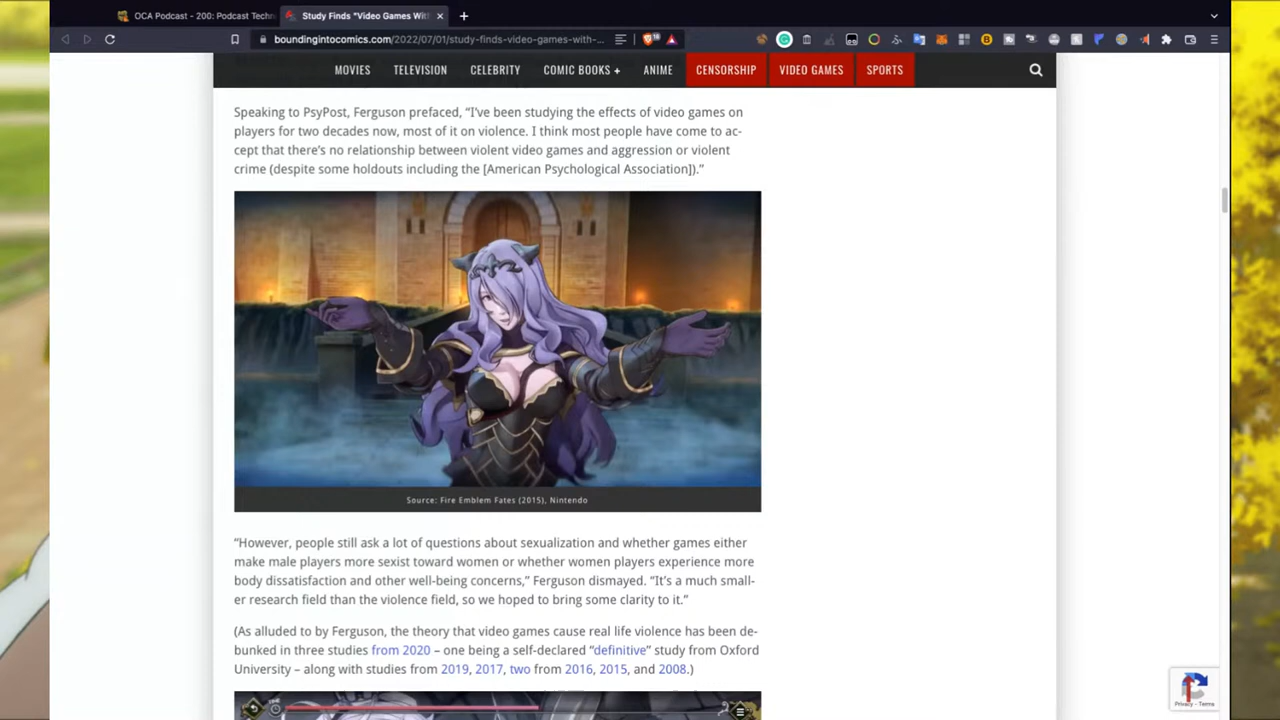 OCA Podcast - 200: Podcast Techn
Study Finds "Video Games Wit
boundingintocomics.com/2022/07/01/study-finds-video-games-with-...
MOVIES TELEVISION CELEBRITY COMIC BOOKS + ANIME CENSORSHIP VIDEO GAMES SPORTS
Speaking to PsyPost, Ferguson prefaced, “I’ve been studying the effects of video games on
players for two decades now, most of it on violence. I think most people have come to ac-
cept that there’s no relationship between violent video games and aggression or violent
crime (despite some holdouts including the [American Psychological Association]).”
Source: Fire Emblem Fates (2015), Nintendo
“However, people still ask a lot of questions about sexualization and whether games either
make male players more sexist toward women or whether women players experience more
body dissatisfaction and other well-being concerns,” Ferguson dismayed. “It’s a much small-
er research field than the violence field, so we hoped to bring some clarity to it.”
(As alluded to by Ferguson, the theory that video games cause real life violence has been de-
bunked in three studies from 2020 – one being a self-declared “definitive” study from Oxford
University – along with studies from 2019, 2017, two from 2016, 2015, and 2008.)
Privacy - Terms